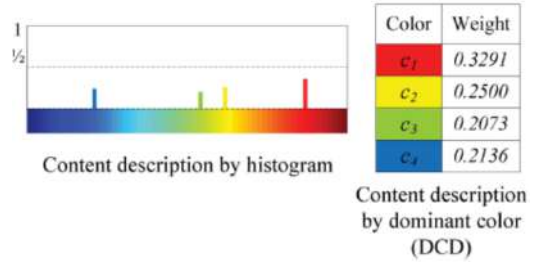 1
½
Content description by histogram
Color Weight
c₁ 0.3291
c₂ 0.2500
c₃ 0.2073
c₄ 0.2136
Content description
by dominant color
(DCD)